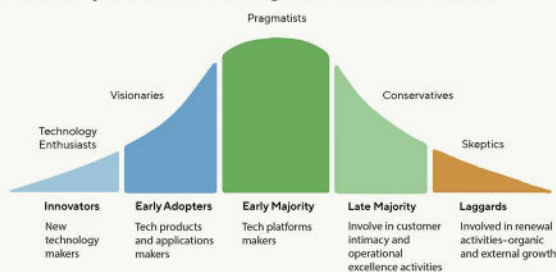 Pragmatists
Visionaries
Conservatives
Technology
Enthusiasts
Skeptics
Innovators
New
technology
makers
Early Adopters
Tech products
and applications
makers
Early Majority
Tech platforms
makers
Late Majority
Involve in customer
intimacy and
operational
excellence activities
Laggards
Involved in renewal
activities–organic
and external growth